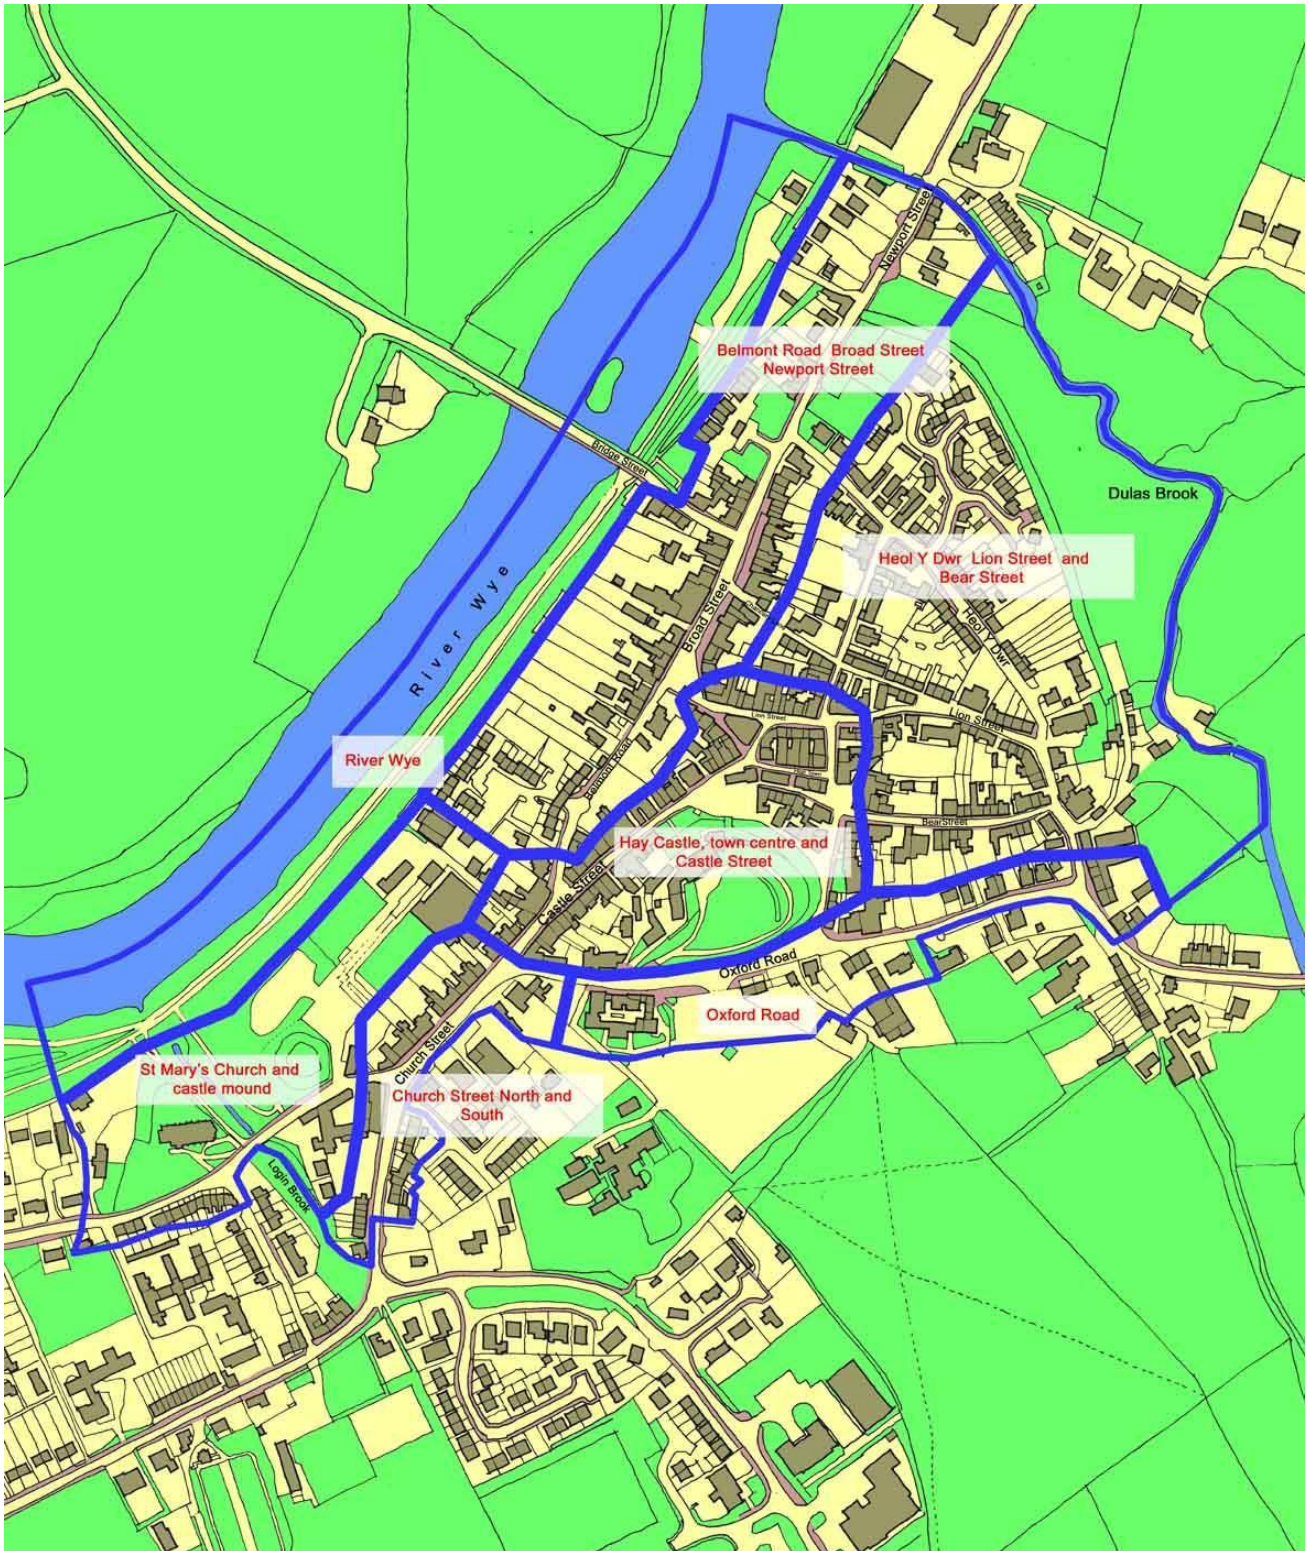 Newport Street
Belmont Road Broad Street
Newport Street
Bridge Street
Dulas Brook
Heol Y Dwr Lion Street and
Bear Street
River Wye
Broad Street
Heol Y Dwr
Lion Street
Lion Street
River Wye
Belmont Road
Bear Street
Hay Castle, town centre and
Castle Street
Castle Street
Oxford Road
Oxford Road
Church Street
St Mary's Church and
castle mound
Church Street North and
South
Login Brook